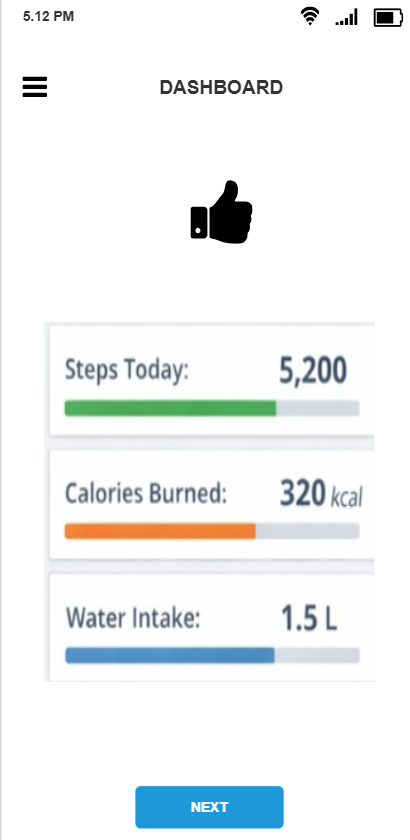 5.12 PM
DASHBOARD
Steps Today: 5,200
Calories Burned: 320 kcal
Water Intake: 1.5 L
NEXT